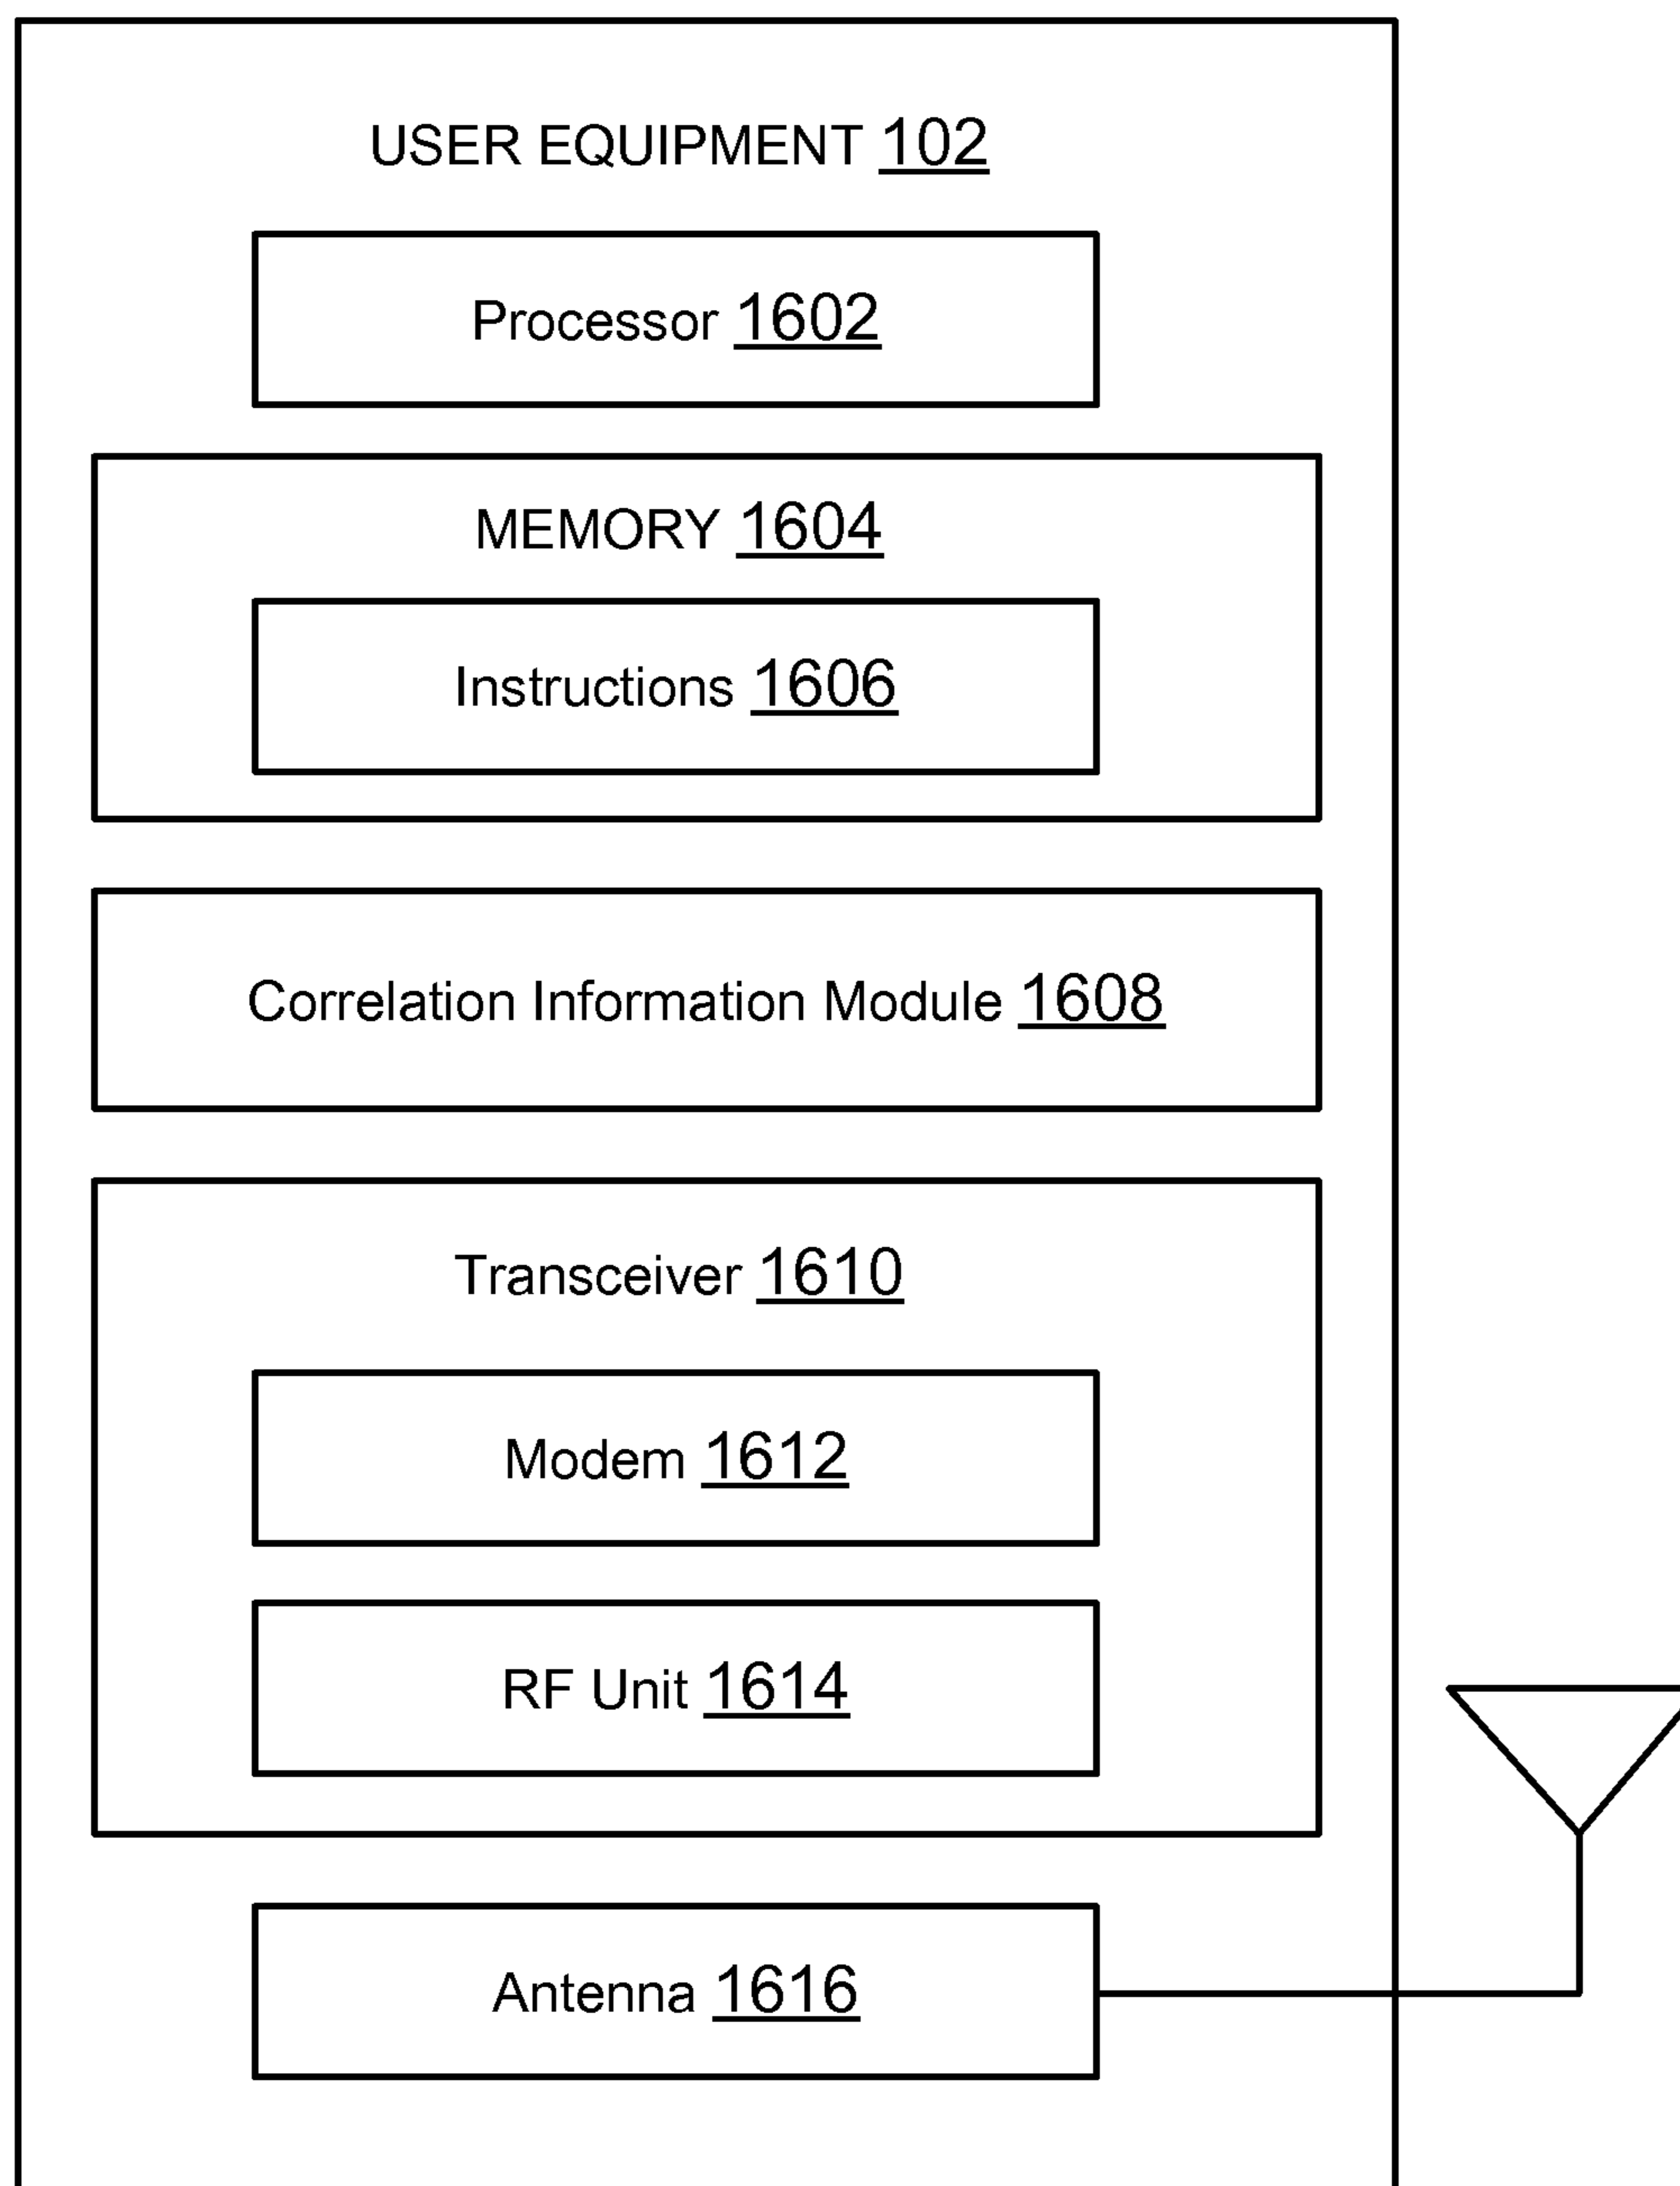 USER EQUIPMENT 102
Processor 1602
MEMORY 1604
Instructions 1606
Correlation Information Module 1608
Transceiver 1610
Modem 1612
RF Unit 1614
Antenna 1616